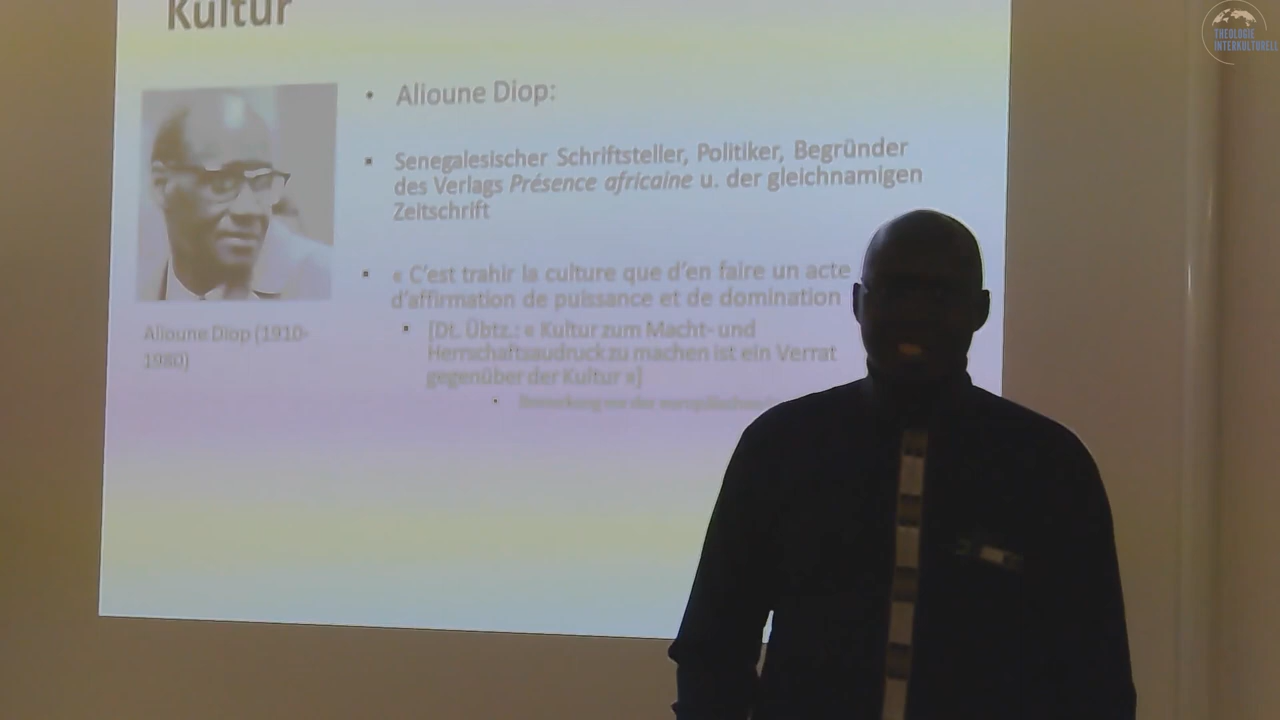 Kultur
THEOLOGIE
INTERKULTURELL
• Alioune Diop:
▪ Senegalesischer Schriftsteller, Politiker, Begründer
des Verlags Présence africaine u. der gleichnamigen
Zeitschrift
▪ « C'est trahir la culture que d'en faire un acte
d'affirmation de puissance et de domination
▪ [Dt. Übtz.: « Kultur zum Macht- und
Herrschaftsaudruck zu machen ist ein Verrat
gegenüber der Kultur »]
Alioune Diop (1910-
1980)